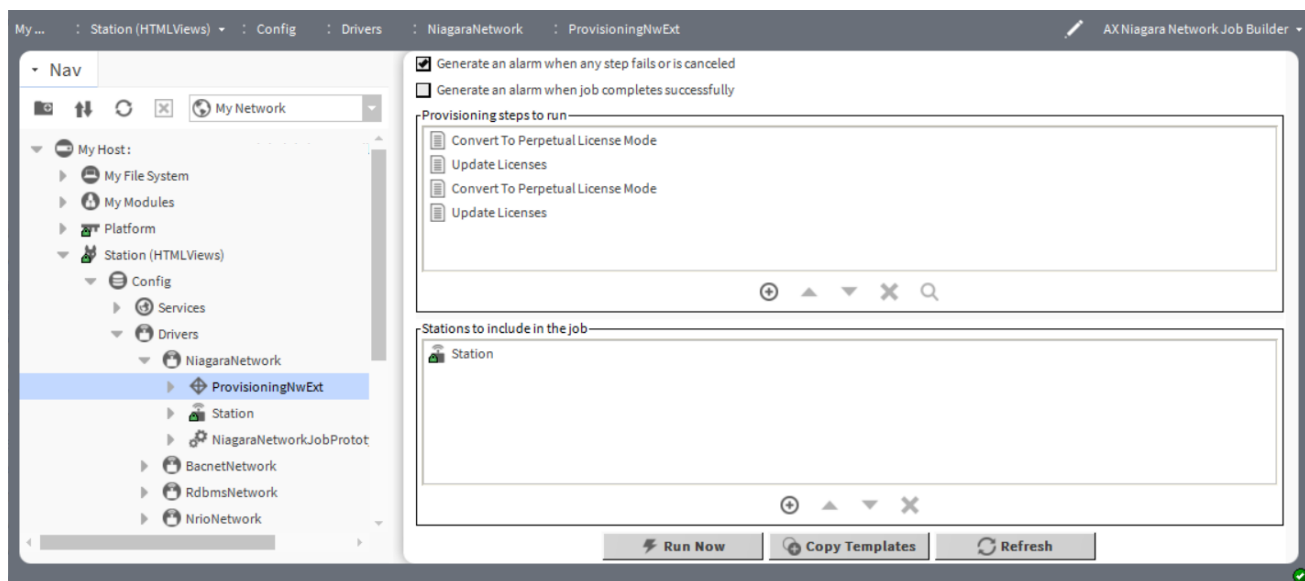 My ... : Station (HTMLViews) : Config : Drivers : NiagaraNetwork : ProvisioningNwExt AX Niagara Network Job Builder
Nav
My Network
My Host:
My File System
My Modules
Platform
Station (HTMLViews)
Config
Services
Drivers
NiagaraNetwork
ProvisioningNwExt
Station
NiagaraNetworkJobProtot
BacnetNetwork
RdbmsNetwork
NrioNetwork
Generate an alarm when any step fails or is canceled
Generate an alarm when job completes successfully
Provisioning steps to run
Convert To Perpetual License Mode
Update Licenses
Convert To Perpetual License Mode
Update Licenses
Stations to include in the job
Station
Run Now Copy Templates Refresh